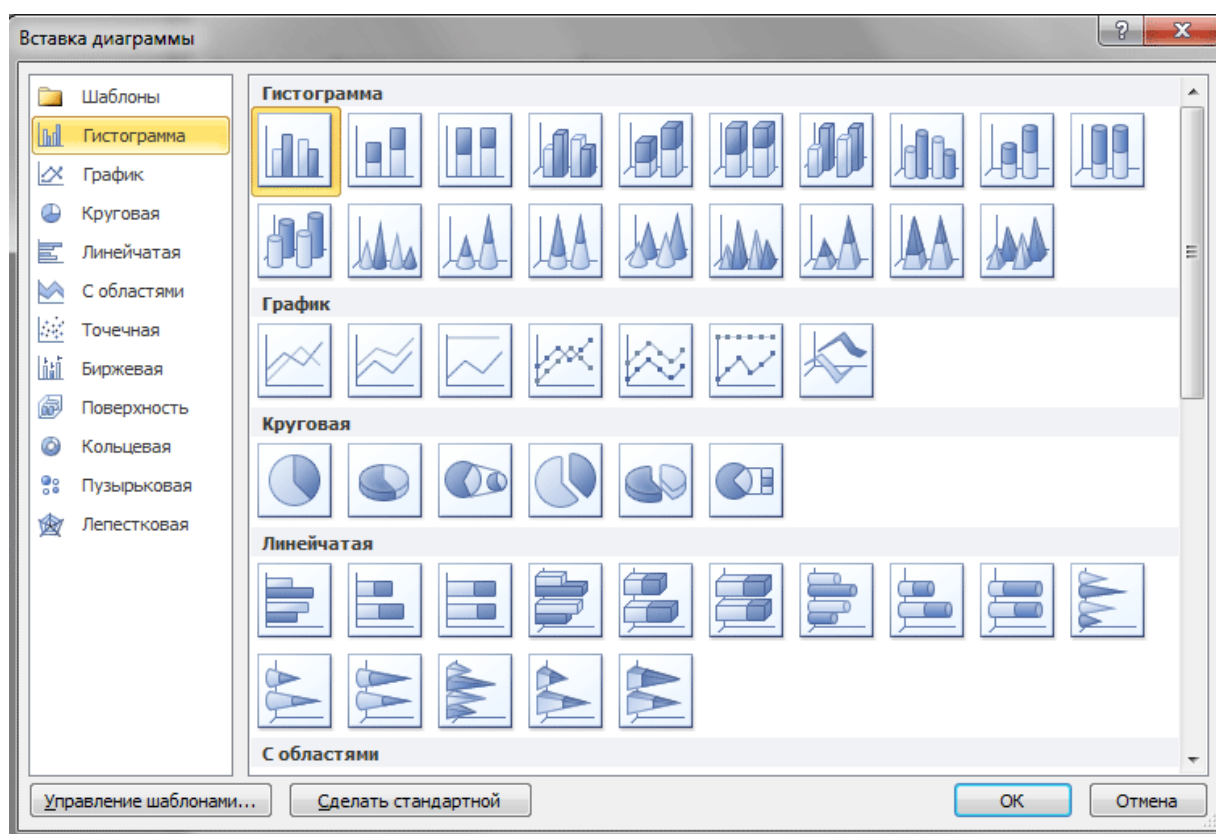 Вставка диаграммы
Шаблоны
Гистограмма
График
Круговая
Линейчатая
С областями
Точечная
Биржевая
Поверхность
Кольцевая
Пузырьковая
Лепестковая
Гистограмма
График
Круговая
Линейчатая
С областями
Управление шаблонами...
Сделать стандартной
ОК
Отмена